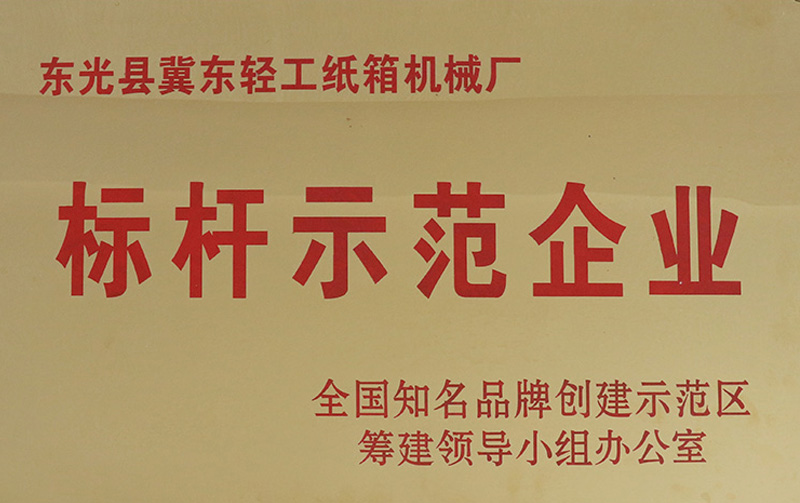 东光县冀东轻工纸箱机械厂
标杆示范企业
全国知名品牌创建示范区
筹建领导小组办公室